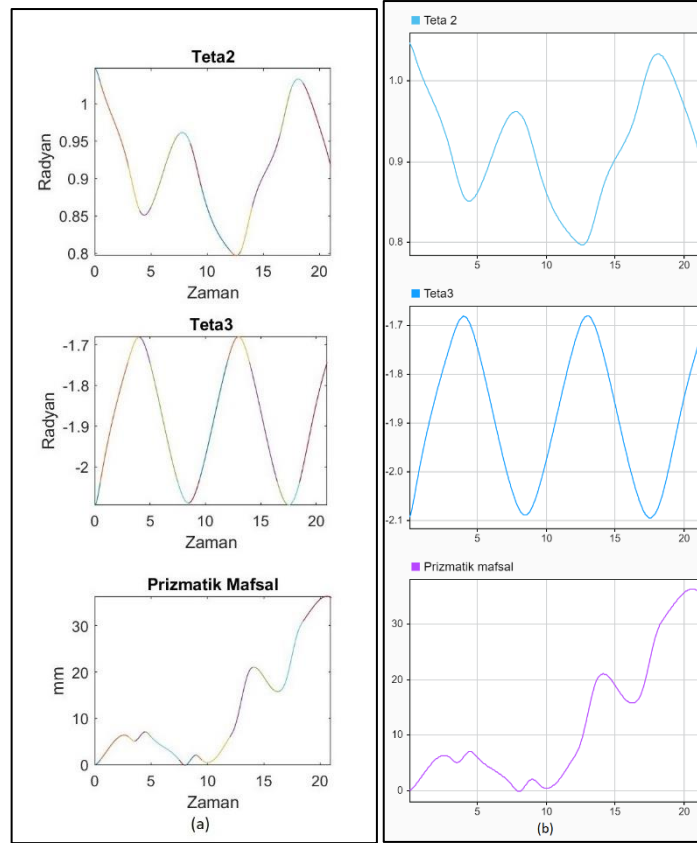 Teta2
1
0.95
0.9
0.85
0.8
Radyan
0 5 10 15 20
Zaman
Teta3
-1.7
-1.8
-1.9
-2
Radyan
0 5 10 15 20
Zaman
Prizmatik Mafsal
30
20
10
0
mm
0 5 10 15 20
Zaman
(a)
Teta 2
1.0
0.9
0.8
5 10 15 20
Teta3
-1.7
-1.8
-1.9
-2.0
-2.1
5 10 15 20
Prizmatik mafsal
30
20
10
0
5 10 15 20
(b)